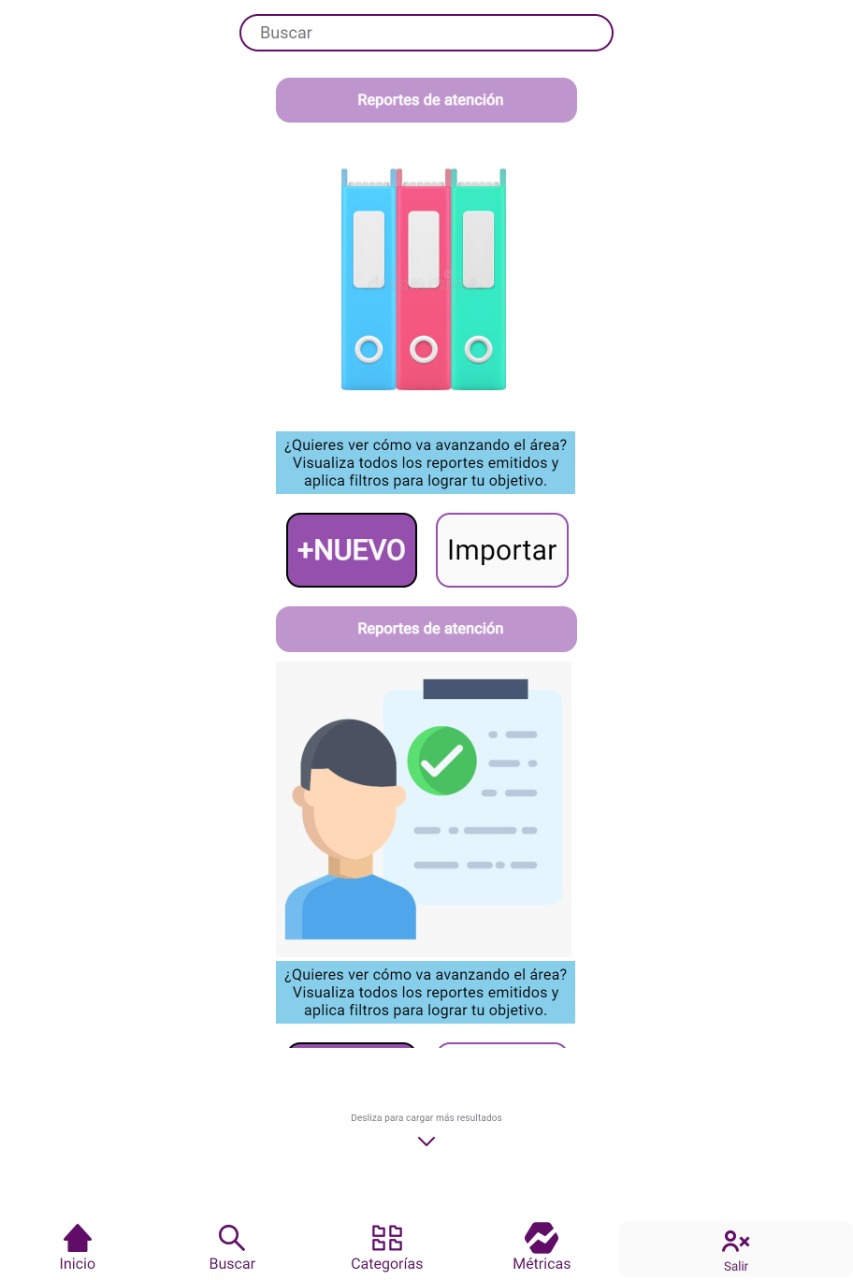 Buscar
Reportes de atención
¿Quieres ver cómo va avanzando el área?
Visualiza todos los reportes emitidos y
aplica filtros para lograr tu objetivo.
+NUEVO Importar
Reportes de atención
¿Quieres ver cómo va avanzando el área?
Visualiza todos los reportes emitidos y
aplica filtros para lograr tu objetivo.
Desliza para cargar más resultados
Inicio Buscar Categorías Métricas Salir